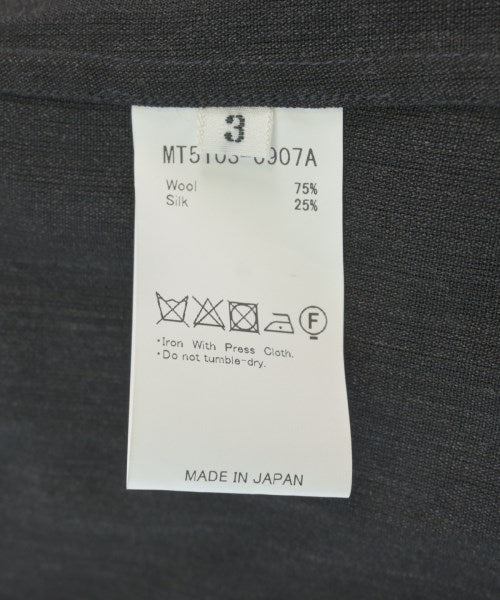 3
MT5103-0907A
Wool 75%
Silk 25%
F
・Iron With Press Cloth.
・Do not tumble-dry.
MADE IN JAPAN